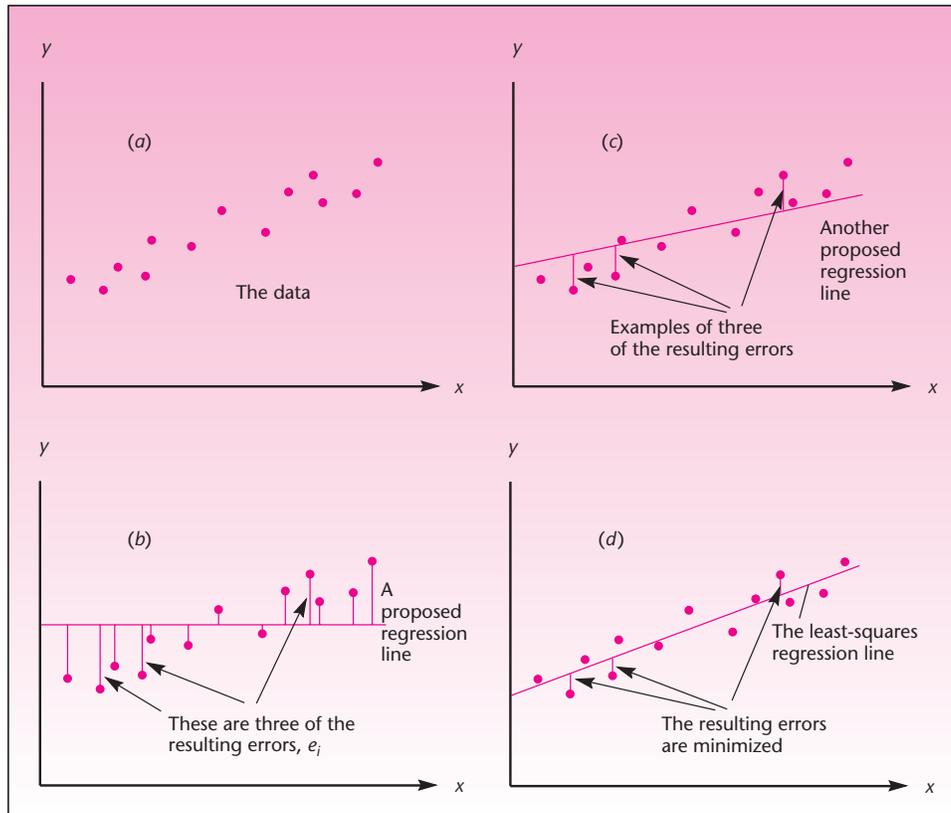 y
(a)
The data
x
y
(c)
Another
proposed
regression
line
Examples of three
of the resulting errors
x
y
(b)
A
proposed
regression
line
These are three of the
resulting errors, ei
x
y
(d)
The least-squares
regression line
The resulting errors
are minimized
x